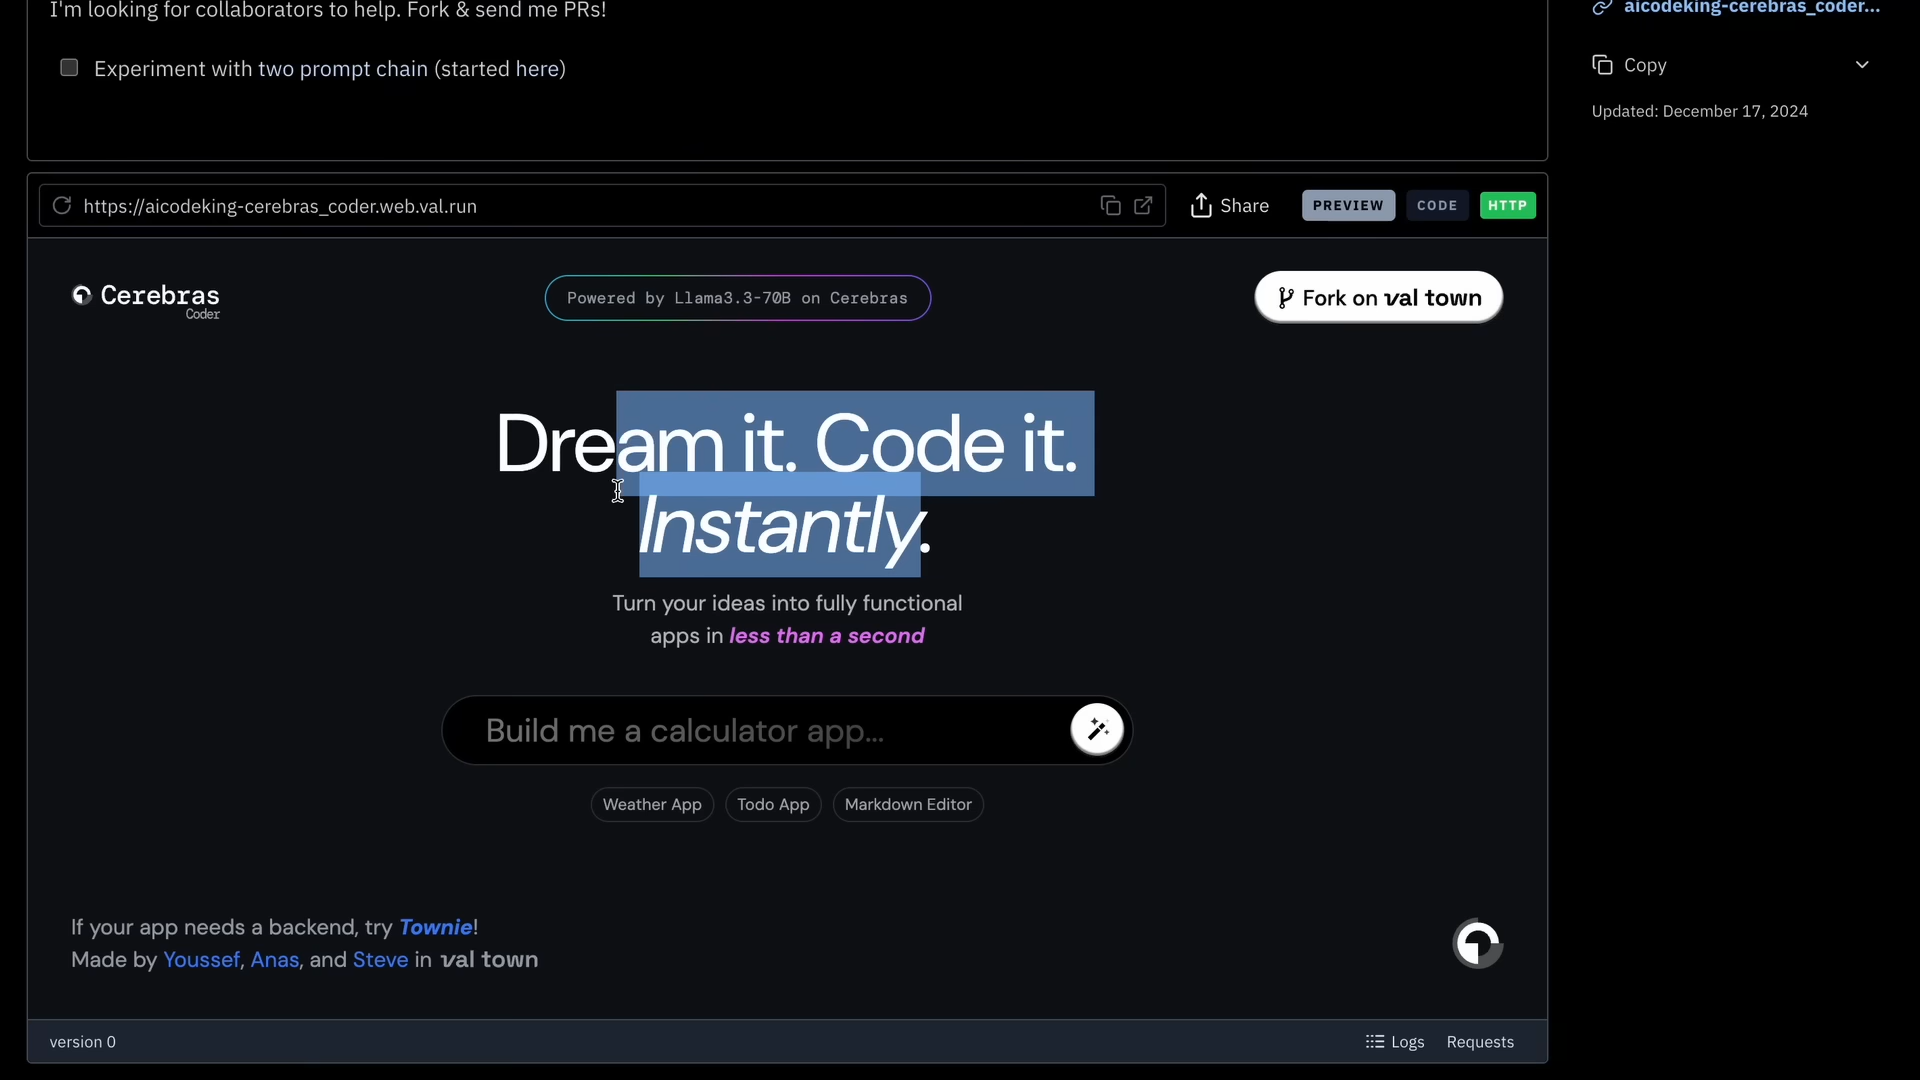 I'm looking for collaborators to help. Fork & send me PRs!
Experiment with two prompt chain (started here)
aicodeking-cerebras_coder...
Copy
Updated: December 17, 2024
https://aicodeking-cerebras_coder.web.val.run
Share
PREVIEW
CODE
HTTP
Cerebras
Coder
Powered by Llama3.3-70B on Cerebras
Fork on val town
Dream it. Code it.
Instantly.
Turn your ideas into fully functional
apps in less than a second
Build me a calculator app...
Weather App
Todo App
Markdown Editor
If your app needs a backend, try Townie!
Made by Youssef, Anas, and Steve in val town
version 0
Logs
Requests